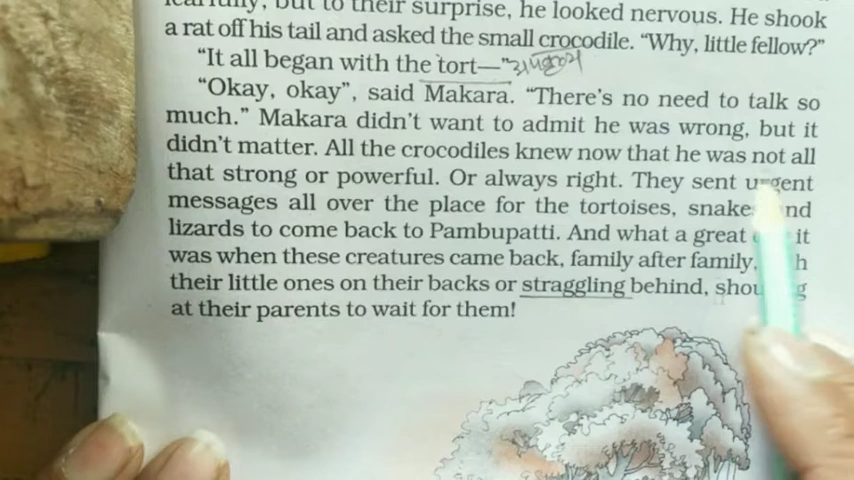 but to their surprise, he looked nervous. He shook
a rat off his tail and asked the small crocodile. “Why, little fellow?”
“It all began with the tort—”
“Okay, okay”, said Makara. “There’s no need to talk so
much.” Makara didn’t want to admit he was wrong, but it
didn’t matter. All the crocodiles knew now that he was not all
that strong or powerful. Or always right. They sent urgent
messages all over the place for the tortoises, snakes and
lizards to come back to Pambupatti. And what a great it
was when these creatures came back, family after family,
their little ones on their backs or straggling behind,
at their parents to wait for them!